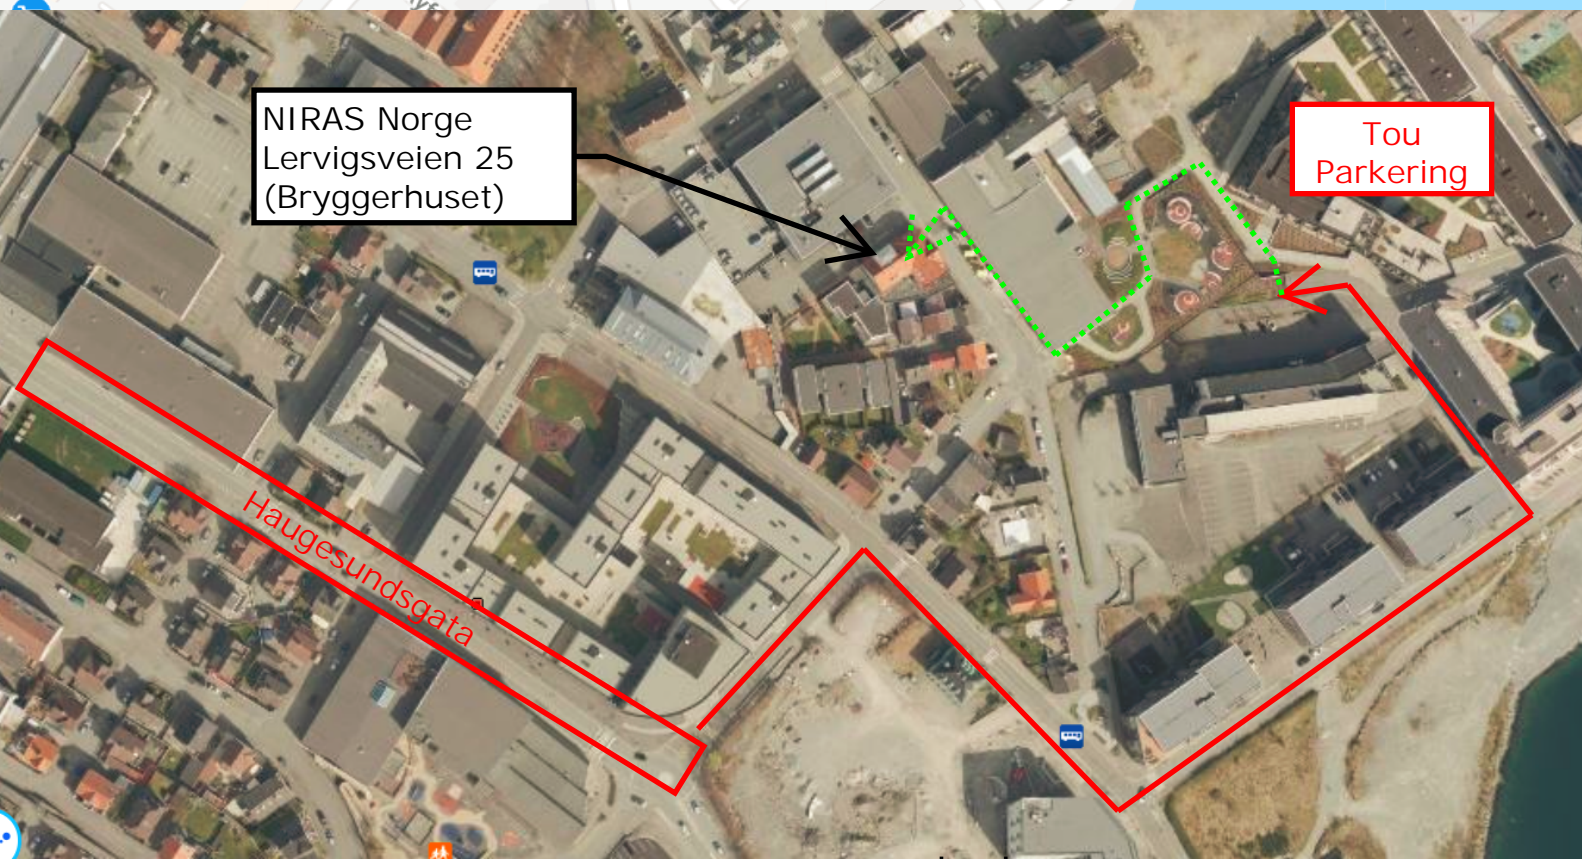 NIRAS Norge
Lervigsveien 25
(Bryggerhuset)
Tou
Parkering
Haugesundsgata